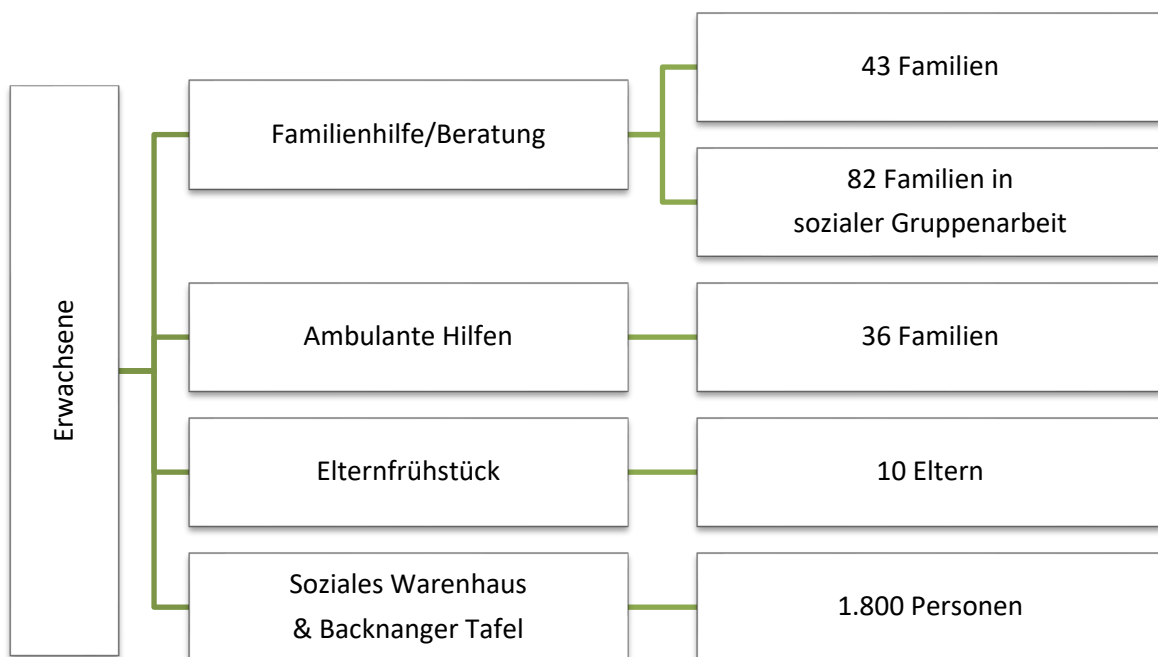 Erwachsene
Familienhilfe/Beratung
43 Familien
82 Familien in
sozialer Gruppenarbeit
Ambulante Hilfen
36 Familien
Elternfrühstück
10 Eltern
Soziales Warenhaus
& Backnanger Tafel
1.800 Personen